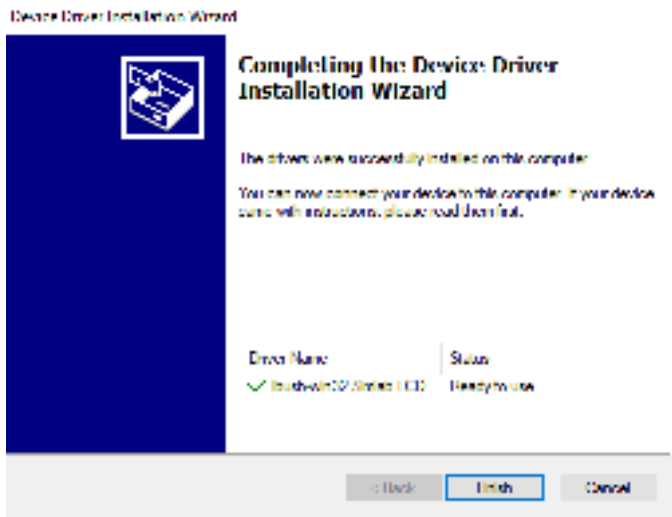 Device Driver Installation Wizard
Completing the Device Driver
Installation Wizard
The drivers were successfully installed on this computer.
You can now connect your device to this computer. If your device
came with instructions, please read them first.
Driver Name Status
Ready to use
< Back Finish Cancel